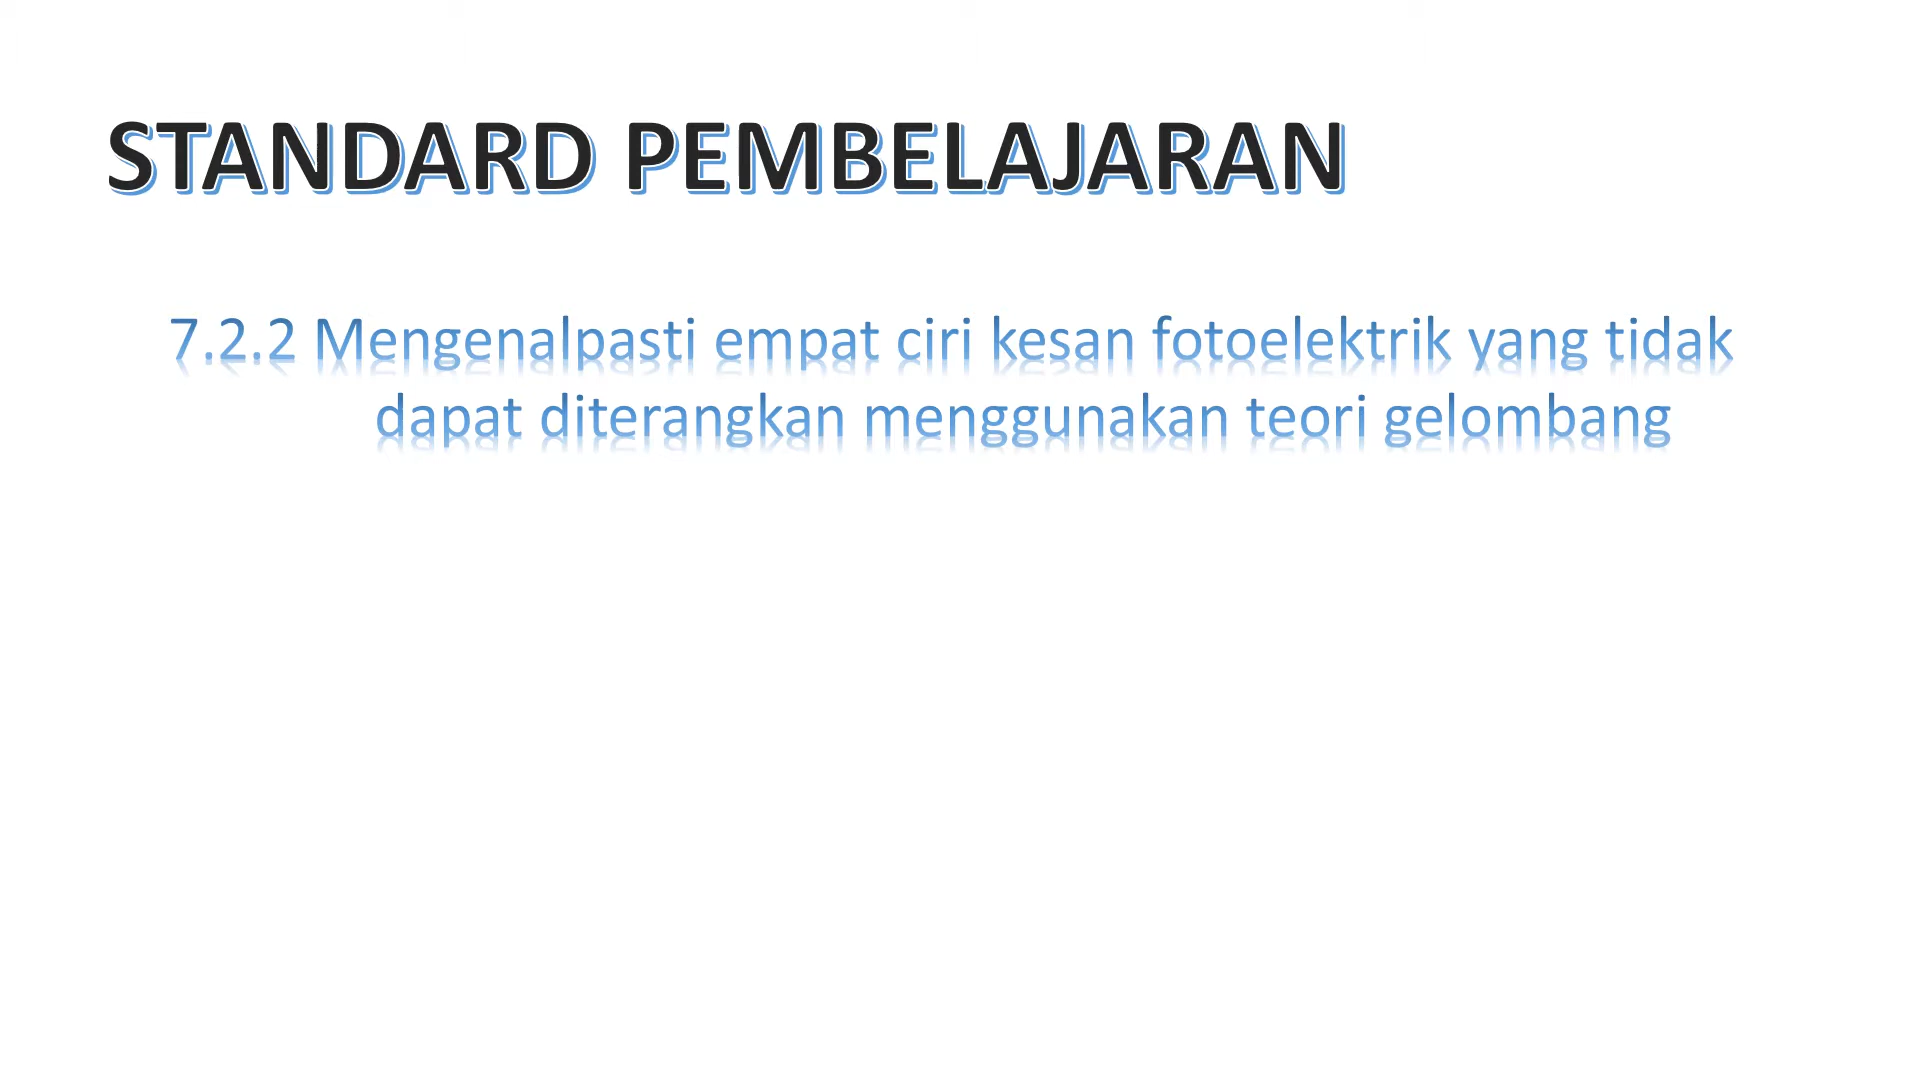 STANDARD PEMBELAJARAN
7.2.2 Mengenalpasti empat ciri kesan fotoelektrik yang tidak
dapat diterangkan menggunakan teori gelombang